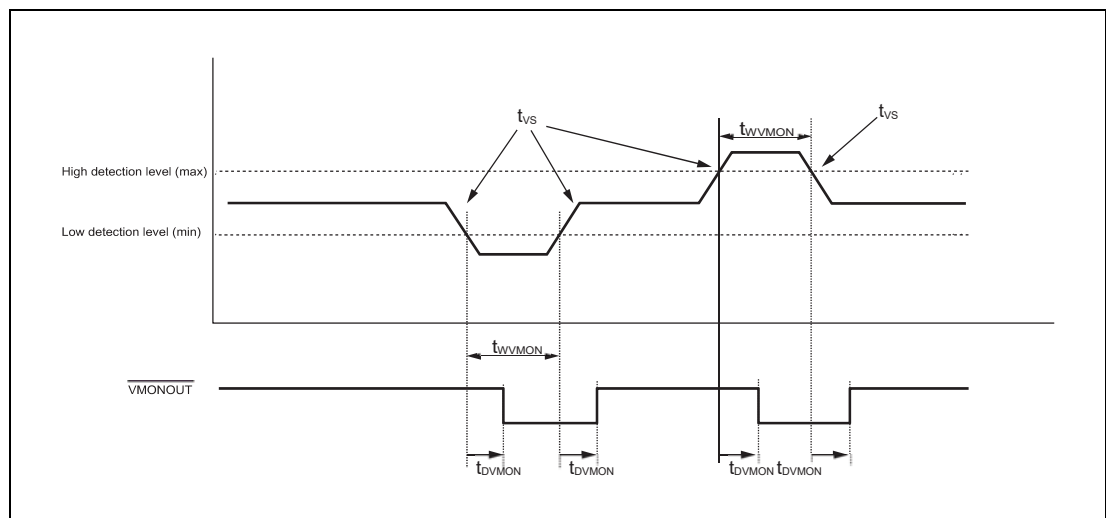 tVS
tVS
tWVMON
High detection level (max)
Low detection level (min)
tWVMON
VMONOUT
tDVMON
tDVMON
tDVMON
tDVMON